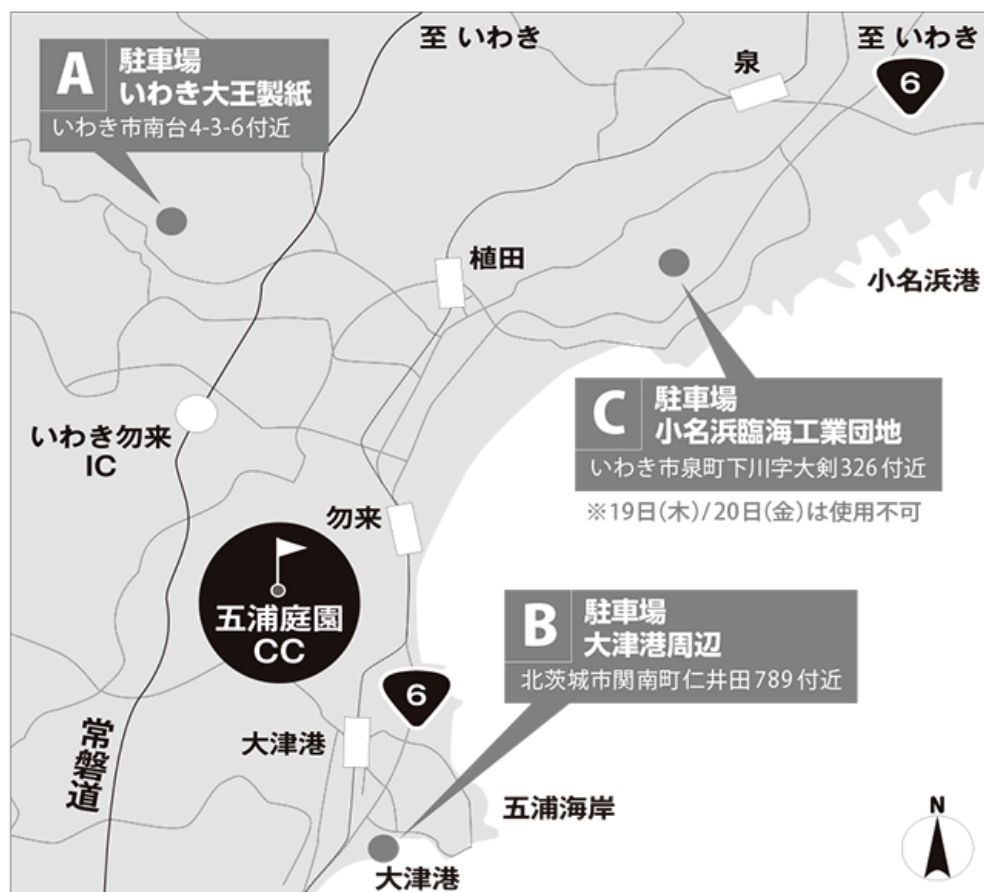 至 いわき
至 いわき
A
駐車場
いわき大王製紙
いわき市南台4-3-6付近
泉
6
植田
小名浜港
いわき勿来
IC
C
駐車場
小名浜臨海工業団地
いわき市泉町下川字大剣326付近
※19日(木)/20日(金)は使用不可
勿来
五浦庭園
CC
B
駐車場
大津港周辺
北茨城市関南町仁井田789付近
6
大津港
常磐道
五浦海岸
N
大津港